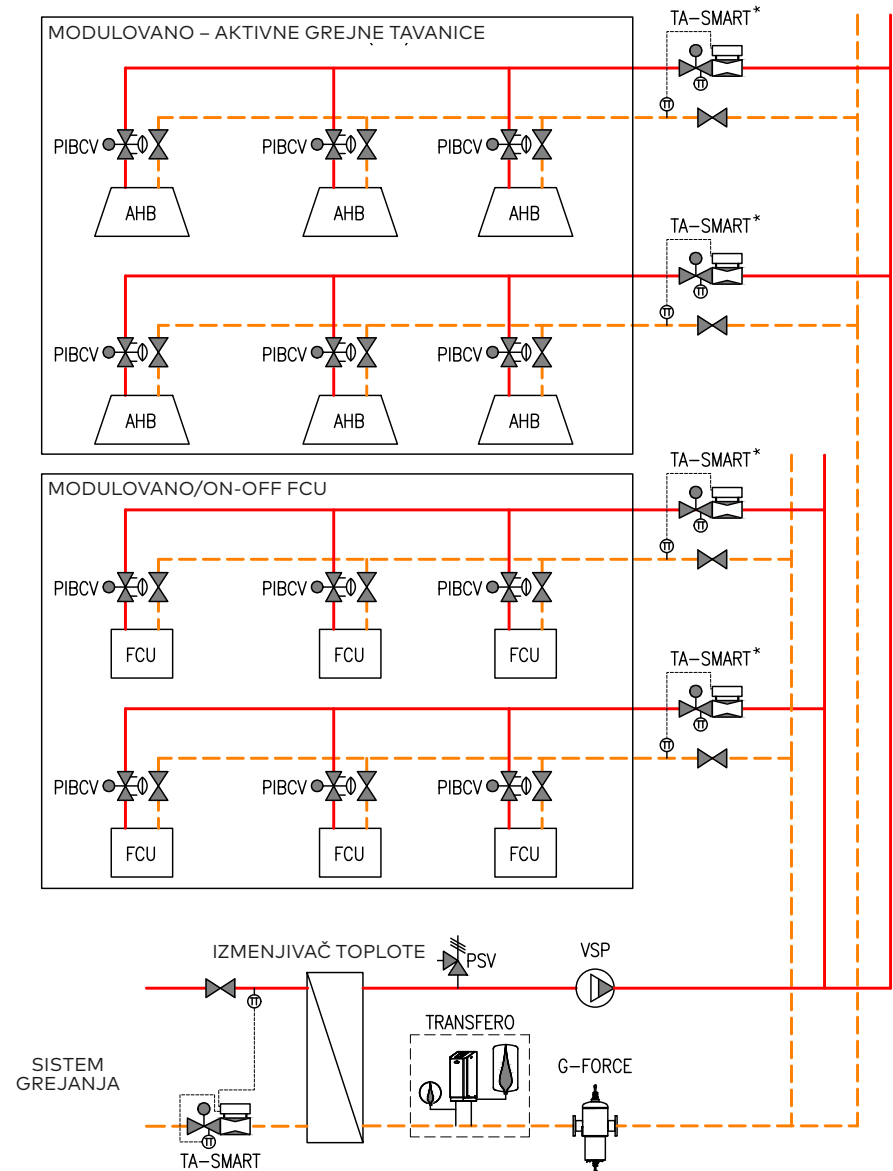 MODULOVANO – AKTIVNE GREJNE TAVANICE
TA-SMART*
PIBCV
PIBCV
PIBCV
AHB
AHB
AHB
TA-SMART*
PIBCV
PIBCV
PIBCV
AHB
AHB
AHB
TA-SMART*
MODULOVANO/ON-OFF FCU
PIBCV
PIBCV
PIBCV
FCU
FCU
FCU
TA-SMART*
PIBCV
PIBCV
PIBCV
FCU
FCU
FCU
IZMENJIVAČ TOPLOTE
PSV
VSP
TRANSFERO
G-FORCE
SISTEM
GREJANJA
TA-SMART